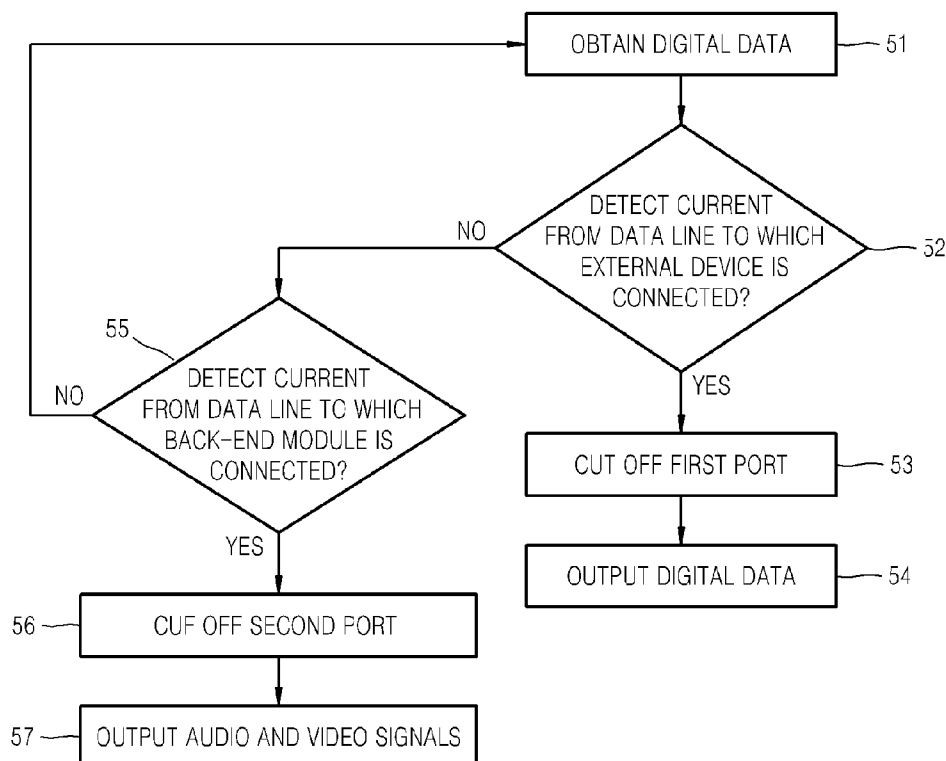 OBTAIN DIGITAL DATA
51
DETECT CURRENT
FROM DATA LINE TO WHICH
EXTERNAL DEVICE IS
CONNECTED?
52
NO
YES
CUT OFF FIRST PORT
53
OUTPUT DIGITAL DATA
54
55
DETECT CURRENT
FROM DATA LINE TO WHICH
BACK-END MODULE IS
CONNECTED?
NO
YES
56
CUF OFF SECOND PORT
57
OUTPUT AUDIO AND VIDEO SIGNALS